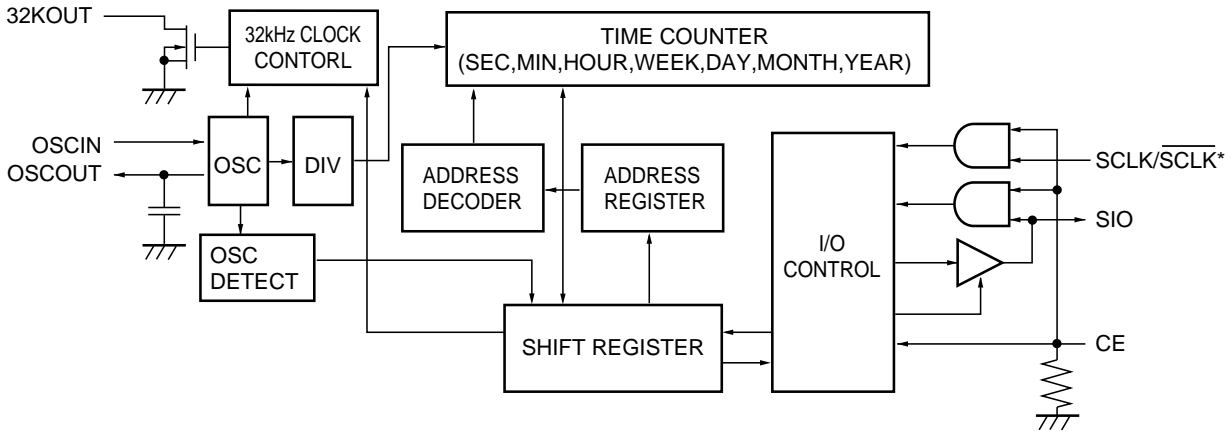 32KOUT
32kHz CLOCK
CONTORL
TIME COUNTER
(SEC,MIN,HOUR,WEEK,DAY,MONTH,YEAR)
OSCIN
OSCOUT
OSC
DIV
ADDRESS
DECODER
ADDRESS
REGISTER
I/O
CONTROL
SCLK/SCLK*
SIO
OSC
DETECT
SHIFT REGISTER
CE